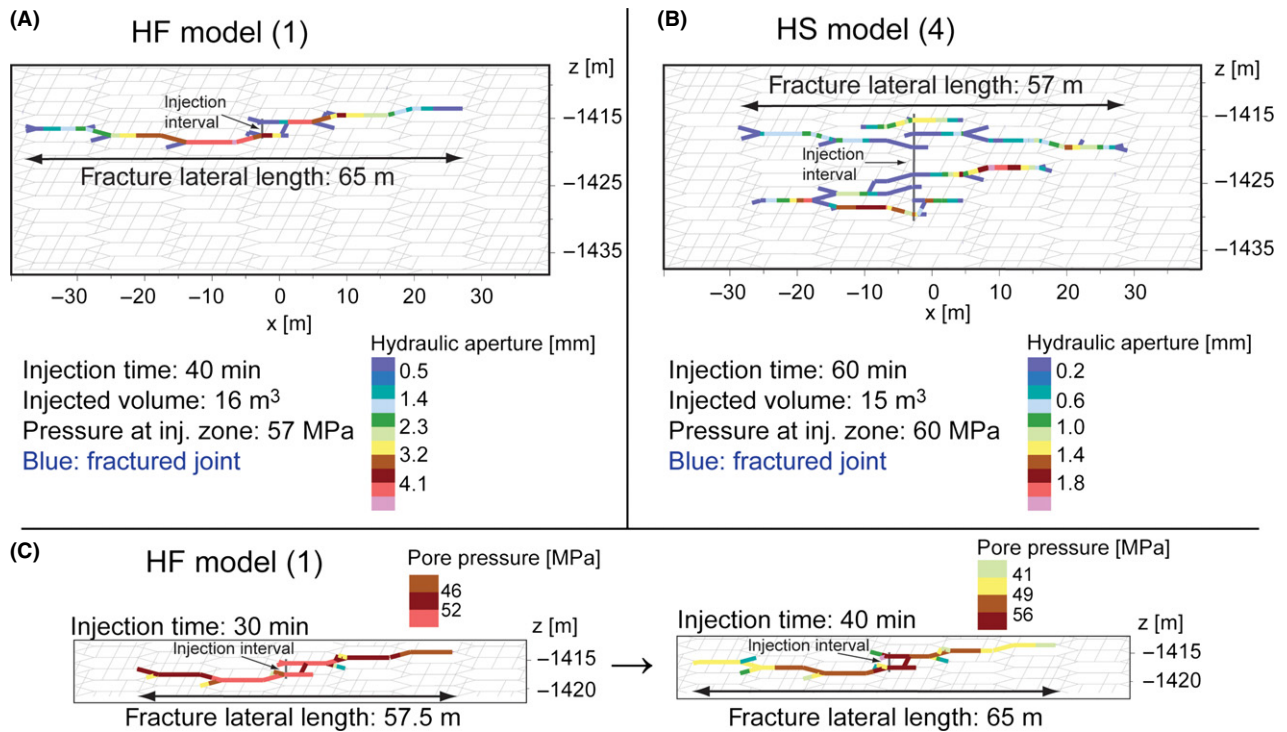 (A)
HF model (1)
z [m]
Injection
interval
Fracture lateral length: 65 m
−1415
−1425
−1435
−30 −20 −10 0 10 20 30
x [m]
Injection time: 40 min
Injected volume: 16 m³
Pressure at inj. zone: 57 MPa
Blue: fractured joint
Hydraulic aperture [mm]
0.5
1.4
2.3
3.2
4.1
(B)
HS model (4)
z [m]
Fracture lateral length: 57 m
Injection
interval
−1415
−1425
−1435
−30 −20 −10 0 10 20 30
x [m]
Injection time: 60 min
Injected volume: 15 m³
Pressure at inj. zone: 60 MPa
Blue: fractured joint
Hydraulic aperture [mm]
0.2
0.6
1.0
1.4
1.8
(C)
HF model (1)
Pore pressure [MPa]
46
52
Injection time: 30 min
z [m]
Injection interval
−1415
−1420
Fracture lateral length: 57.5 m
→
Pore pressure [MPa]
41
49
56
Injection time: 40 min
z [m]
Injection interval
−1415
−1420
Fracture lateral length: 65 m